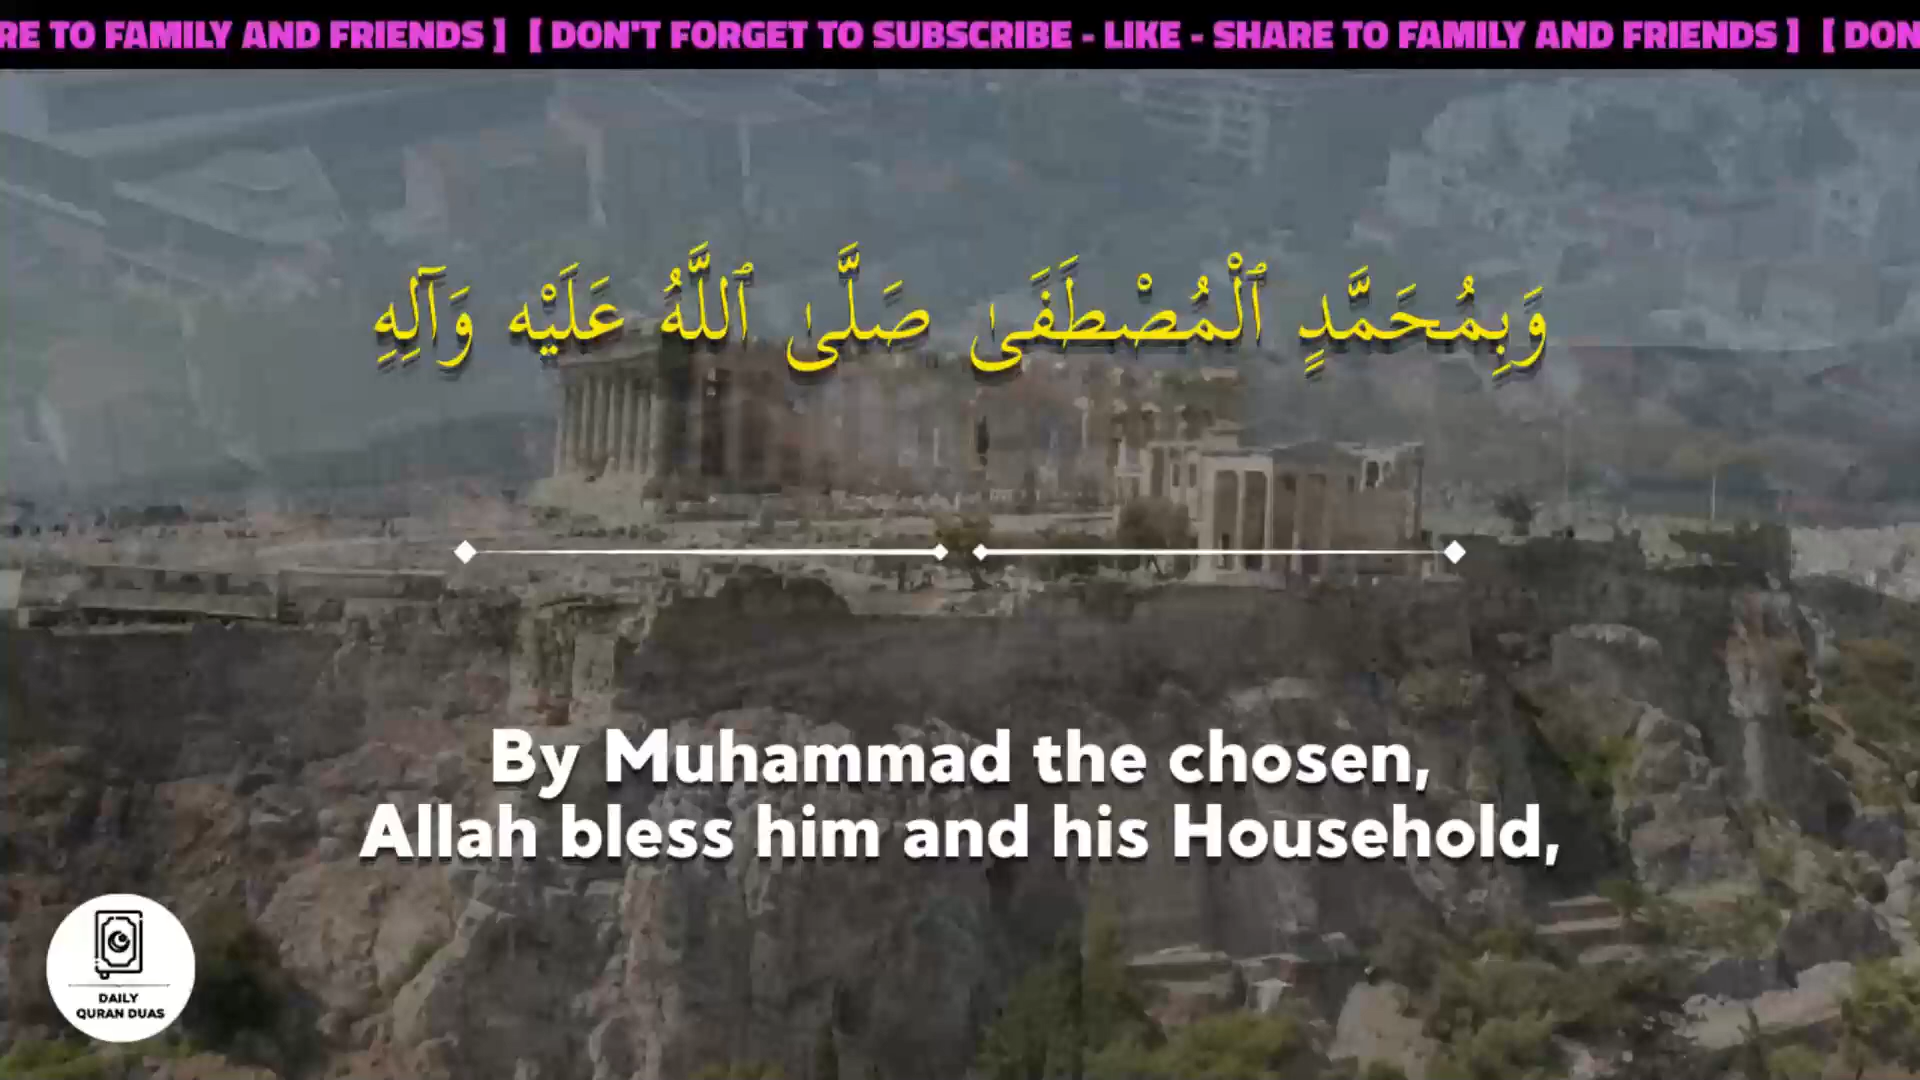 RE TO FAMILY AND FRIENDS ] [ DON'T FORGET TO SUBSCRIBE - LIKE - SHARE TO FAMILY AND FRIENDS ] [ DON
وَبِمُحَمَّدٍ ٱلْمُصْطَفَىٰ صَلَّىٰ ٱللَّهُ عَلَيْهِ وَآلِهِ
By Muhammad the chosen,
Allah bless him and his Household,
DAILY
QURAN DUAS